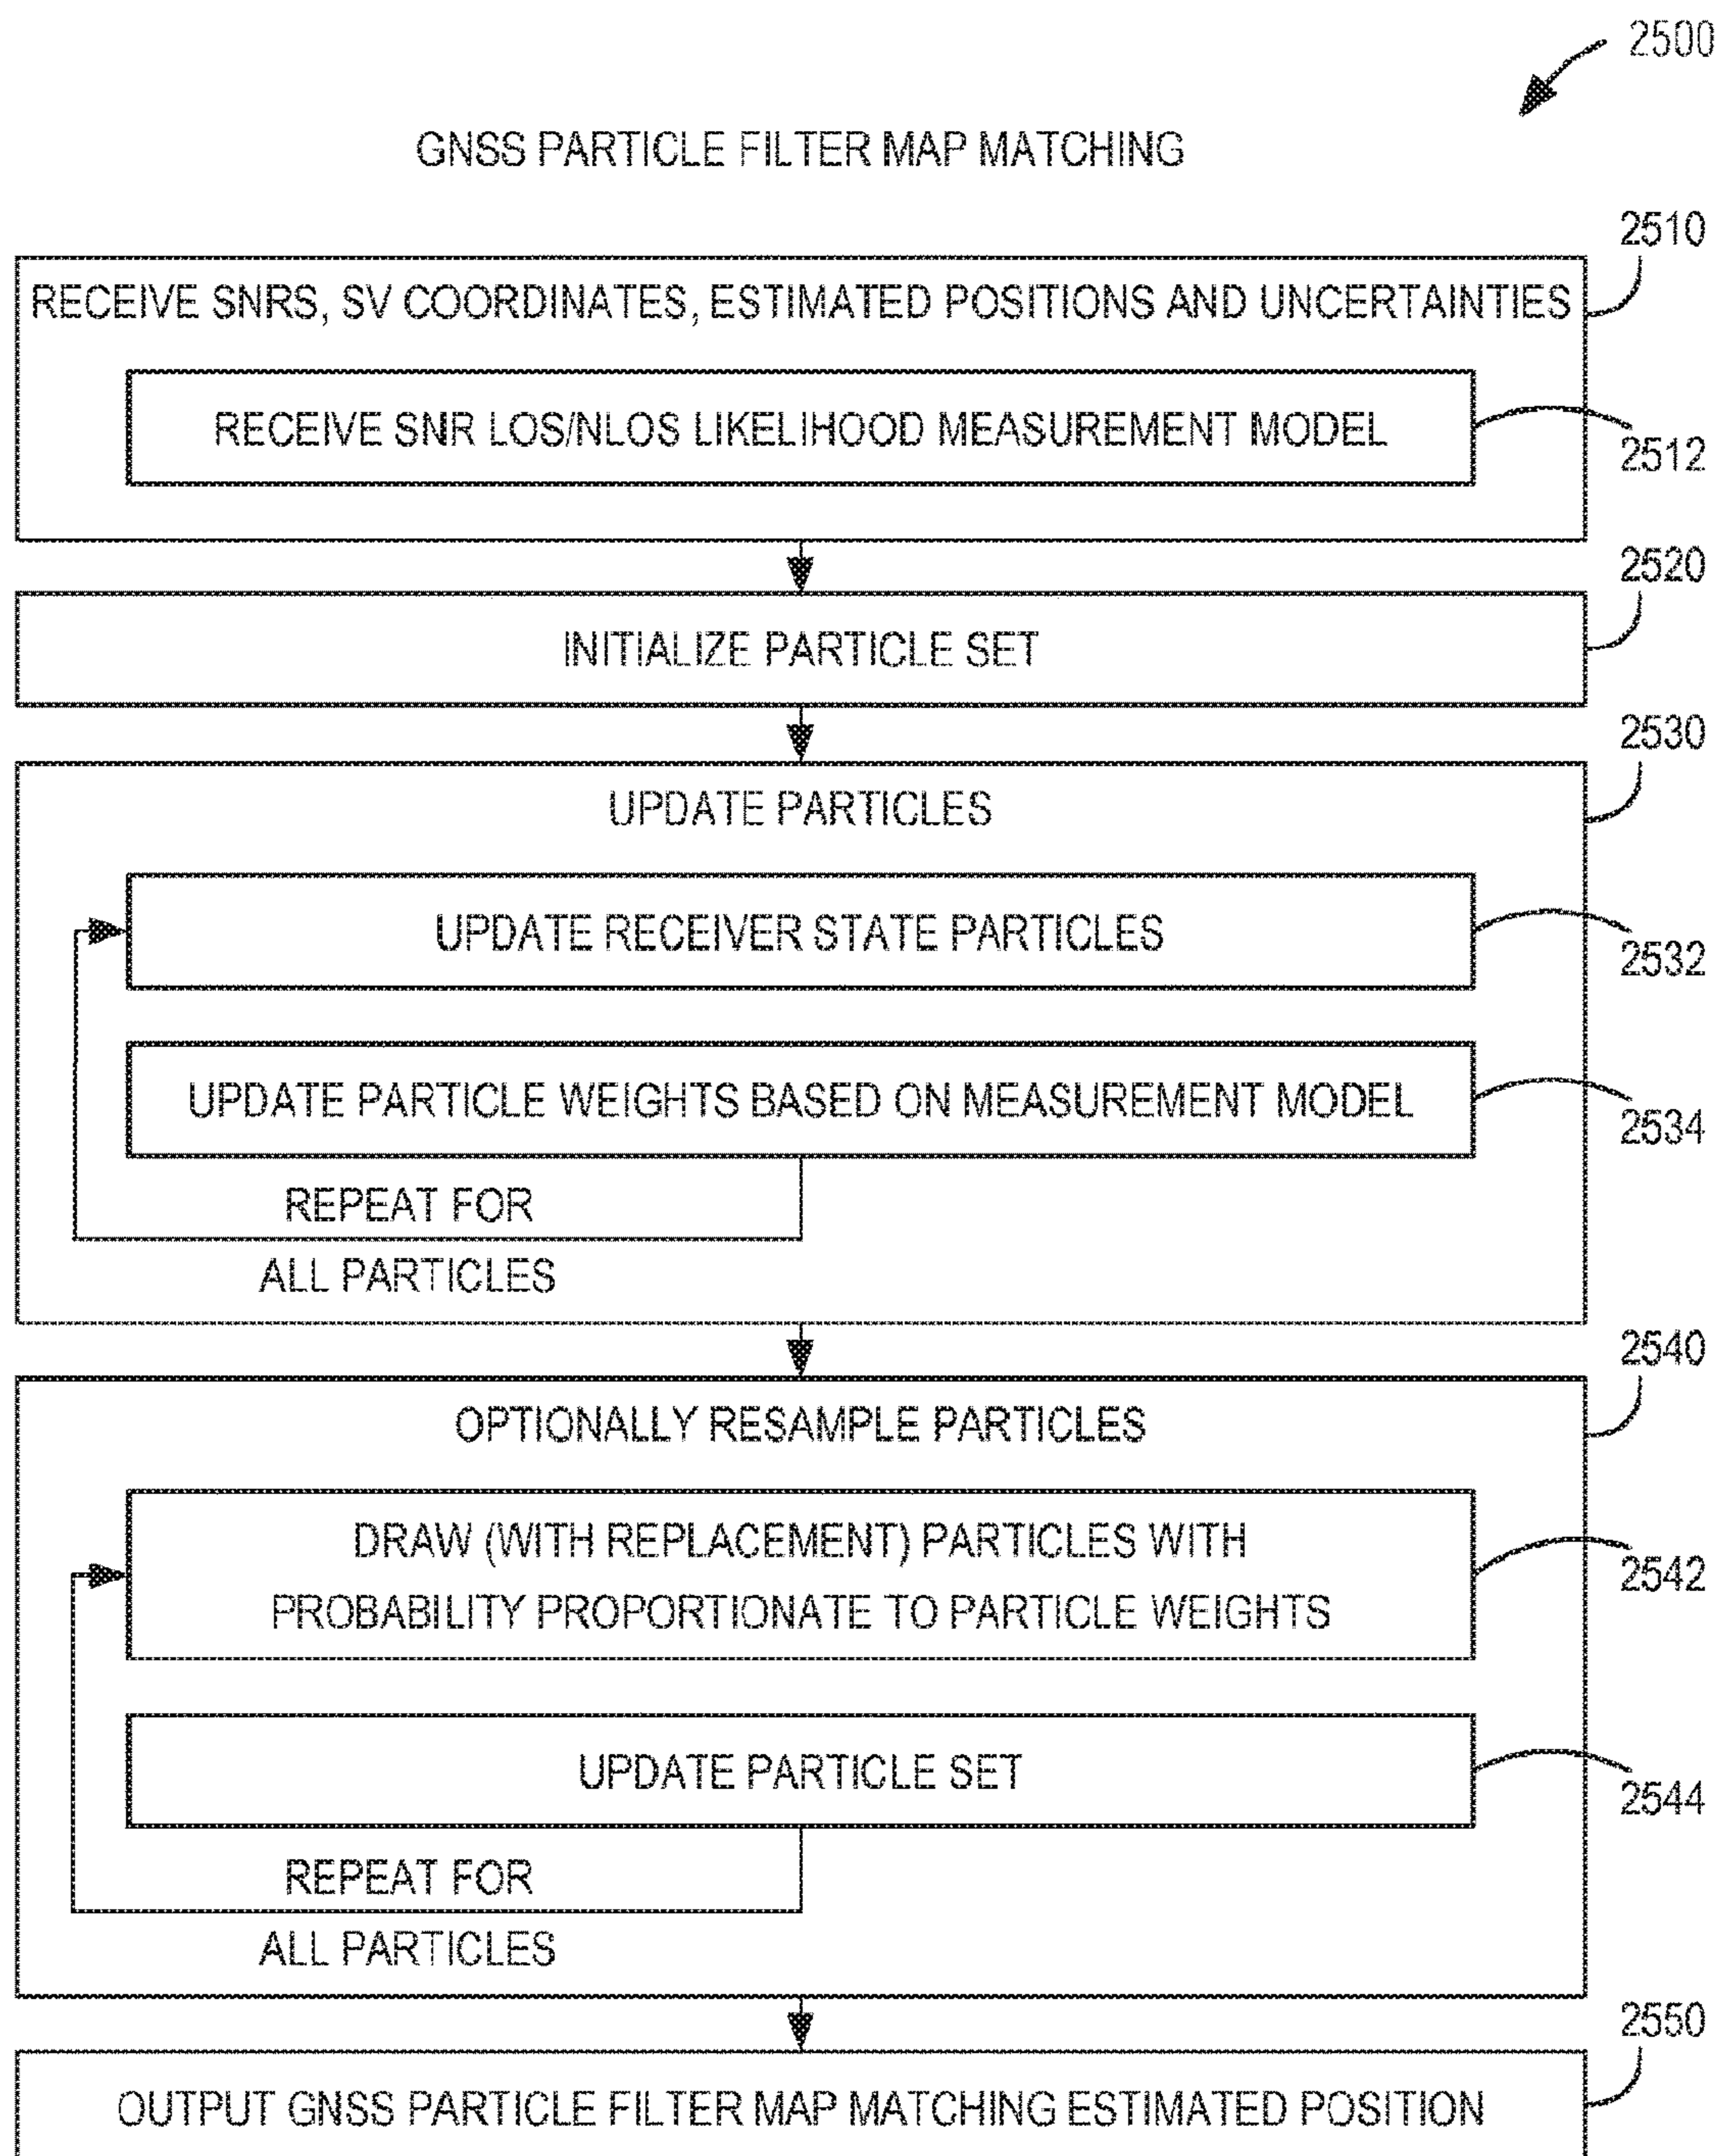 2500
GNSS PARTICLE FILTER MAP MATCHING
2510
RECEIVE SNRS, SV COORDINATES, ESTIMATED POSITIONS AND UNCERTAINTIES
RECEIVE SNR LOS/NLOS LIKELIHOOD MEASUREMENT MODEL
2512
2520
INITIALIZE PARTICLE SET
2530
UPDATE PARTICLES
UPDATE RECEIVER STATE PARTICLES
2532
UPDATE PARTICLE WEIGHTS BASED ON MEASUREMENT MODEL
2534
REPEAT FOR
ALL PARTICLES
2540
OPTIONALLY RESAMPLE PARTICLES
DRAW (WITH REPLACEMENT) PARTICLES WITH
PROBABILITY PROPORTIONATE TO PARTICLE WEIGHTS
2542
UPDATE PARTICLE SET
2544
REPEAT FOR
ALL PARTICLES
2550
OUTPUT GNSS PARTICLE FILTER MAP MATCHING ESTIMATED POSITION